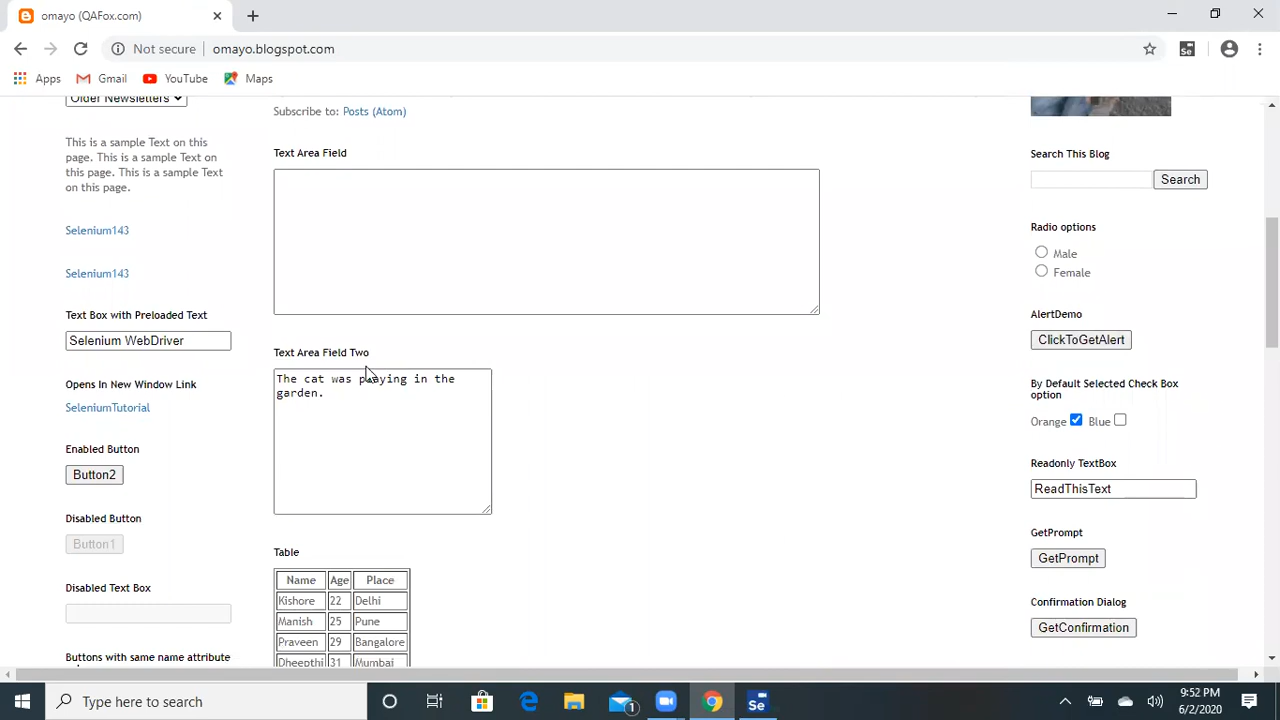 omayo (QAFox.com)
Not secure
omayo.blogspot.com
Se
Apps
Gmail
YouTube
Maps
Older Newsletters
This is a sample Text on this
page. This is a sample Text on
this page. This is a sample Text
on this page.
Selenium143
Selenium143
Text Box with Preloaded Text
Selenium WebDriver
Opens In New Window Link
SeleniumTutorial
Enabled Button
Button2
Disabled Button
Button1
Disabled Text Box
Buttons with same name attribute
Subscribe to: Posts (Atom)
Text Area Field
Text Area Field Two
The cat was playing in the
garden.
Table
Name Age Place
Kishore 22 Delhi
Manish 25 Pune
Praveen 29 Bangalore
Dheepthi 31 Mumbai
Search This Blog
Search
Radio options
Male
Female
AlertDemo
ClickToGetAlert
By Default Selected Check Box
option
Orange Blue
Readonly TextBox
ReadThisText
GetPrompt
GetPrompt
Confirmation Dialog
GetConfirmation
Type here to search
1
Se
9:52 PM
6/2/2020